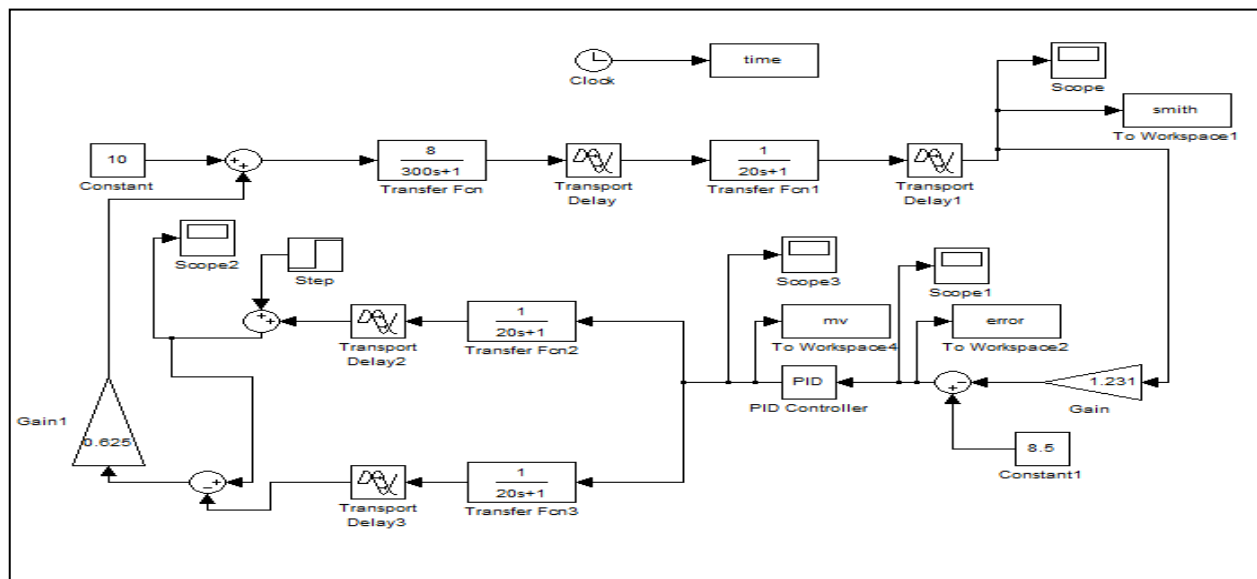 time
Clock
Scope
smith
To Workspace1
10
Constant
++
8
300s+1
Transfer Fcn
Transport
Delay
1
20s+1
Transfer Fcn1
Transport
Delay1
Scope2
Step
Scope3
Scope1
++
Transport
Delay2
1
20s+1
Transfer Fcn2
mv
To Workspace4
error
To Workspace2
PID
PID Controller
−
+
1.231
Gain
8.5
Constant1
Gain1
0.625
−+
Transport
Delay3
1
20s+1
Transfer Fcn3